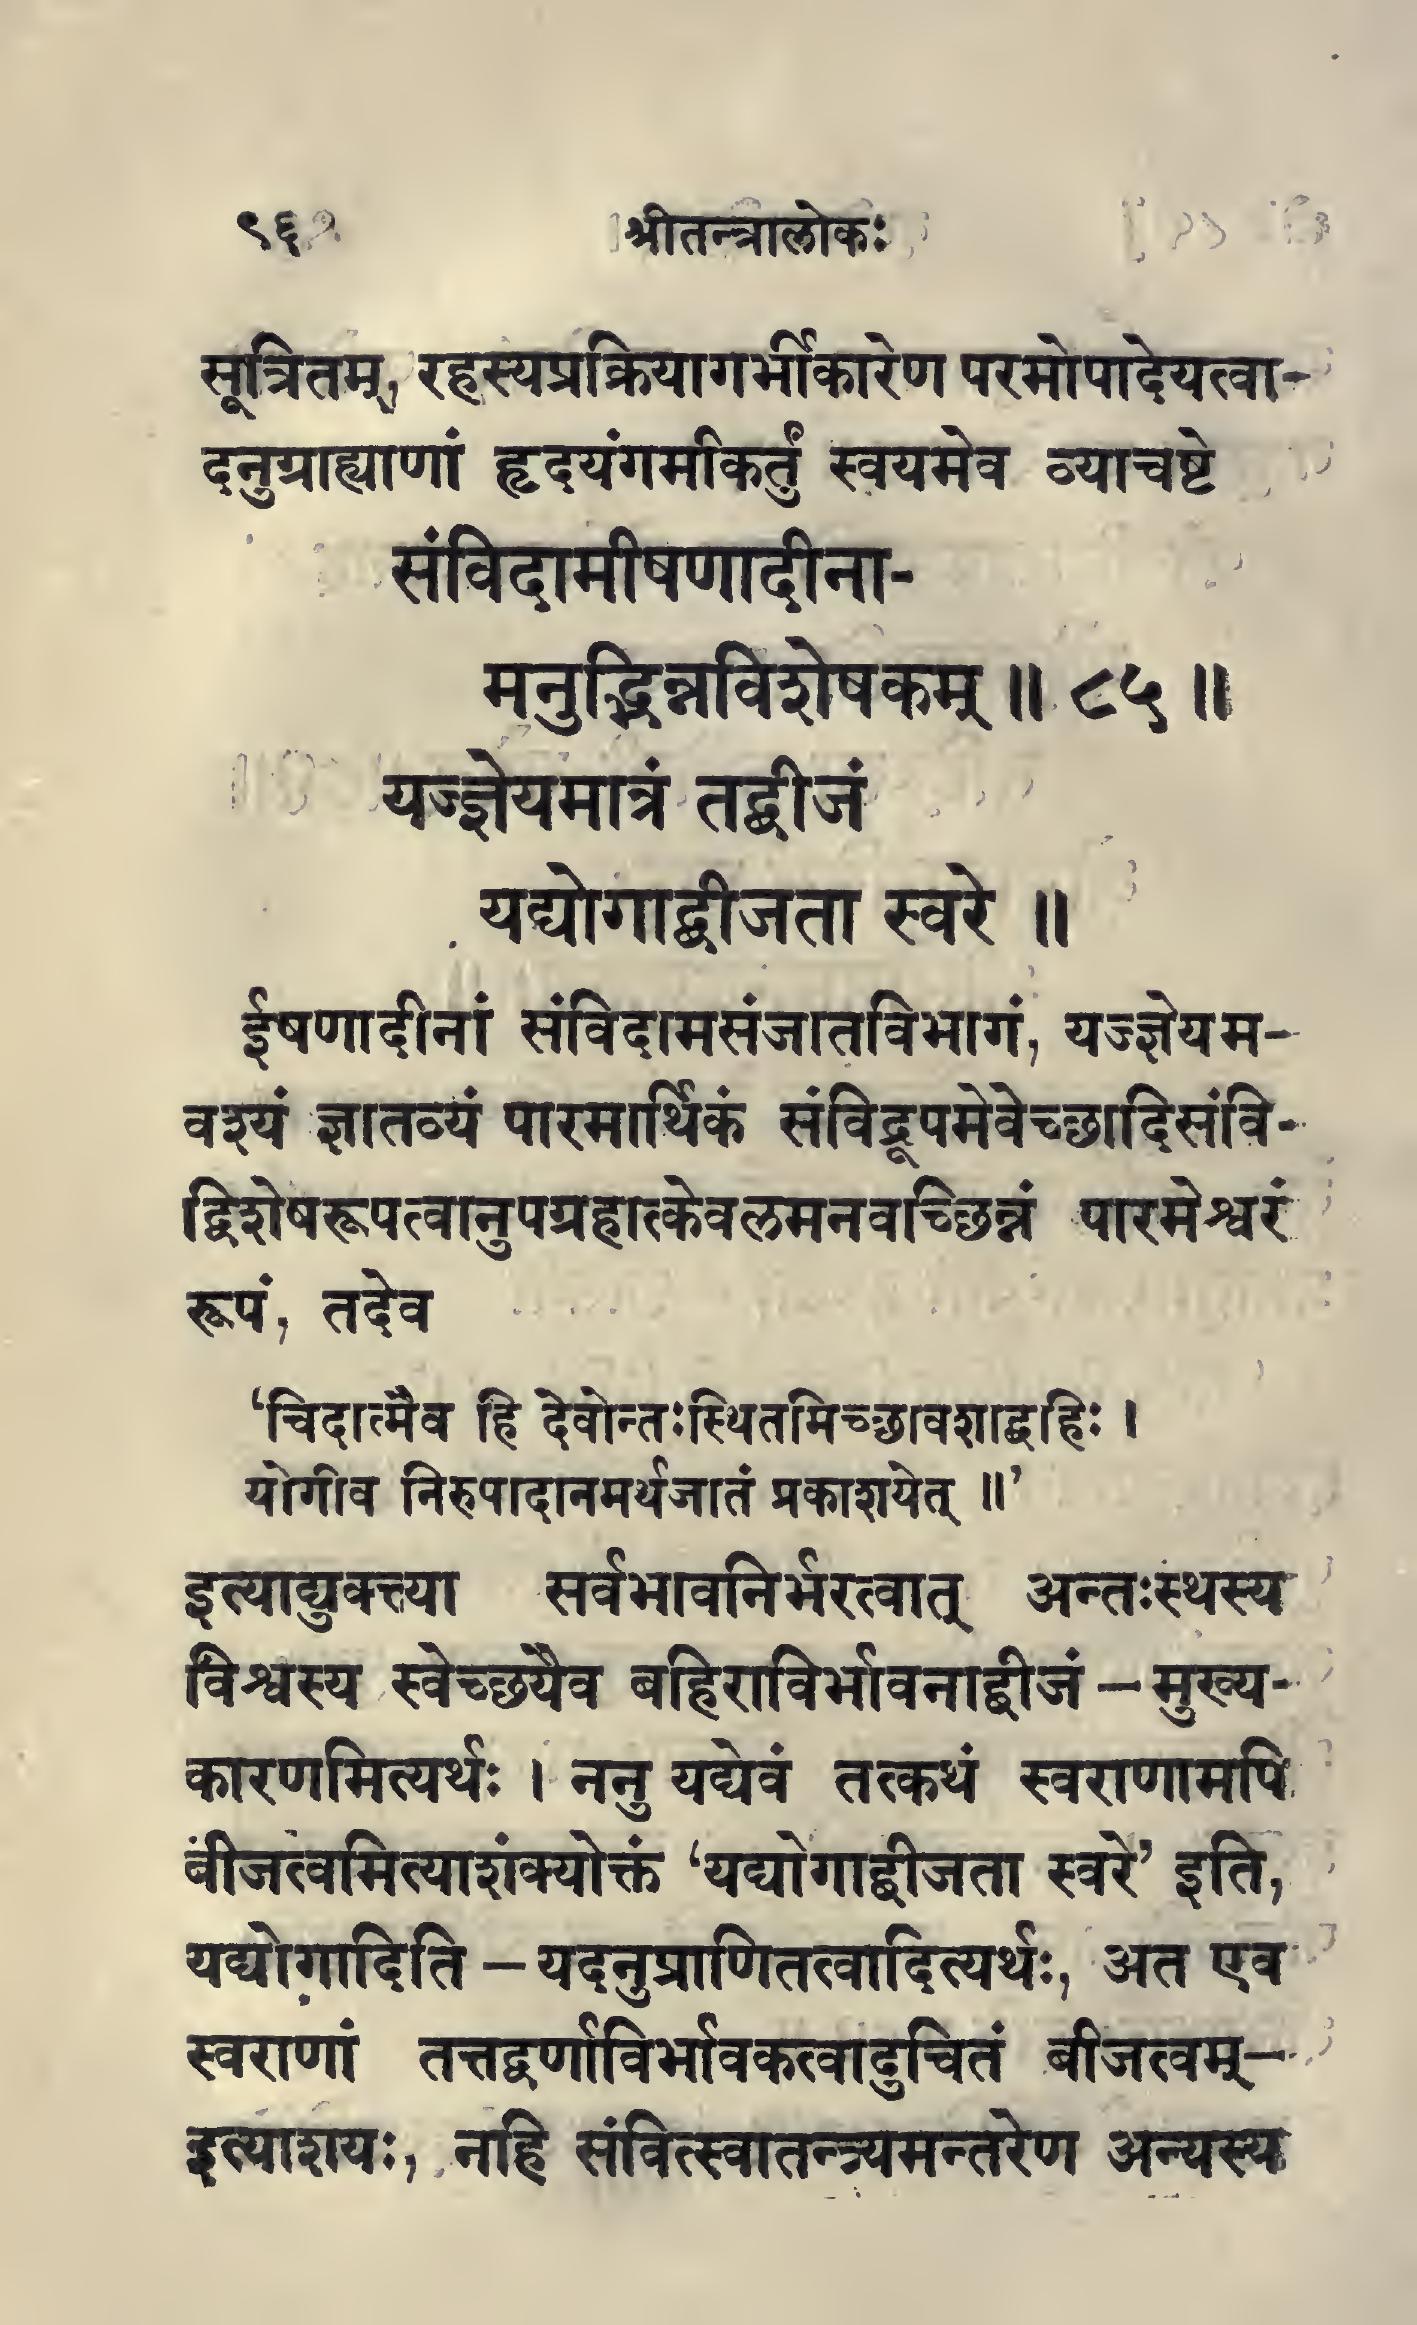 ९६ श्रीतन्त्रालोकः
सूत्रितम्, रहस्यप्रक्रियागर्भीकारेण परमोपादेयत्वा-
दनुग्राह्याणां हृदयंगमीकर्तुं स्वयमेव व्याचष्टे
संविदामीषणादीना-
मनुद्भिन्नविशेषकम् ॥ ८५ ॥
यज्ज्ञेयमात्रं तद्बीजं
यद्योगाद्बीजता स्वरे ॥
ईषणादीनां संविदामसंजातविभागं, यज्ज्ञेयम-
वश्यं ज्ञातव्यं पारमार्थिकं संविद्रूपमेवेच्छादिसंवि-
द्विशेषरूपत्वानुपग्रहात्केवलमनवच्छिन्नं पारमेश्वरं
रूपं, तदेव
‘चिदात्मैव हि देवोन्तःस्थितमिच्छावशाद्बहिः ।
योगीव निरुपादानमर्थजातं प्रकाशयेत् ॥’
इत्याद्युक्त्या सर्वभावनिर्भरत्वात् अन्तःस्थस्य
विश्वस्य स्वेच्छयैव बहिराविर्भावनाद्बीजं – मुख्य-
कारणमित्यर्थः । ननु यद्येवं तत्कथं स्वराणामपि
बीजत्वमित्याशंक्योक्तं ‘यद्योगाद्बीजता स्वरे’ इति,
यद्योगादिति – यदनुप्राणितत्वादित्यर्थः, अत एव
स्वराणां तत्तद्वर्णाविर्भावकत्वादुचितं बीजत्वम् –
इत्याशयः, नहि संवित्स्वातन्त्र्यमन्तरेण अन्यस्य